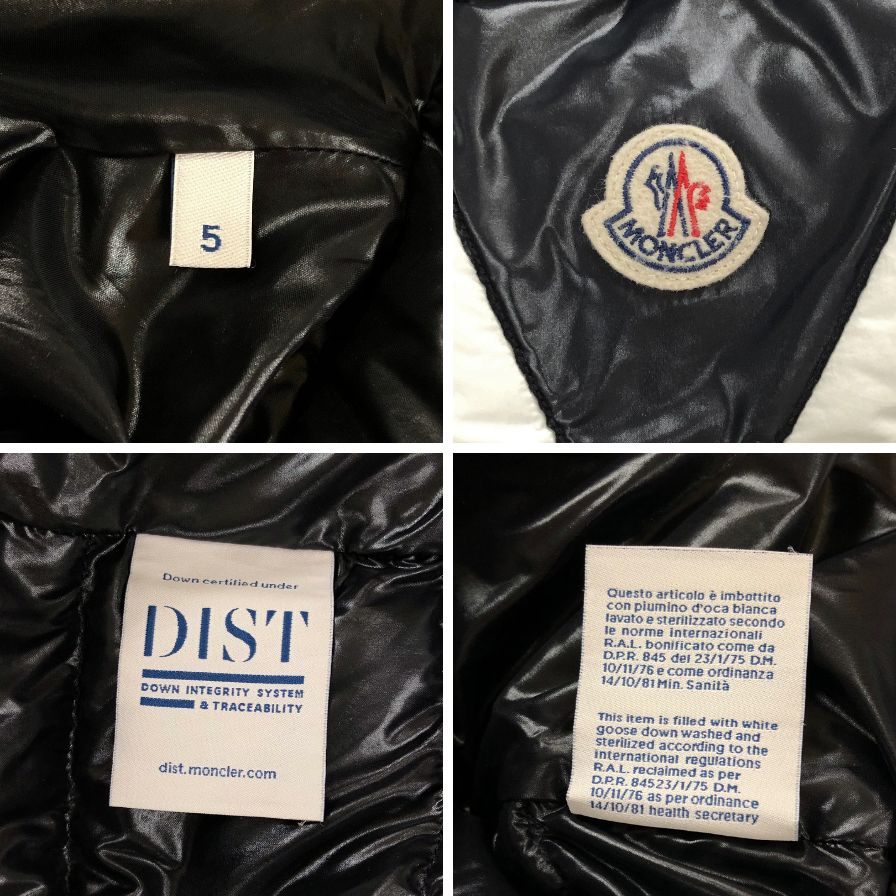 5
MONCLER
Down certified under
DIST
DOWN INTEGRITY SYSTEM
& TRACEABILITY
dist.moncler.com
Questo articolo è imbottito
con piumino d'oca bianca
lavato e sterilizzato secondo
le norme internazionali
R.A.L. bonificato come da
D.P.R. 845 del 23/1/75 D.M.
10/11/76 e come ordinanza
14/10/81 Min. Sanità
This item is filled with white
goose down washed and
sterilized according to the
international regulations
R.A.L. reclaimed as per
D.P.R. 84523/1/75 D.M.
10/11/76 as per ordinance
14/10/81 health secretary